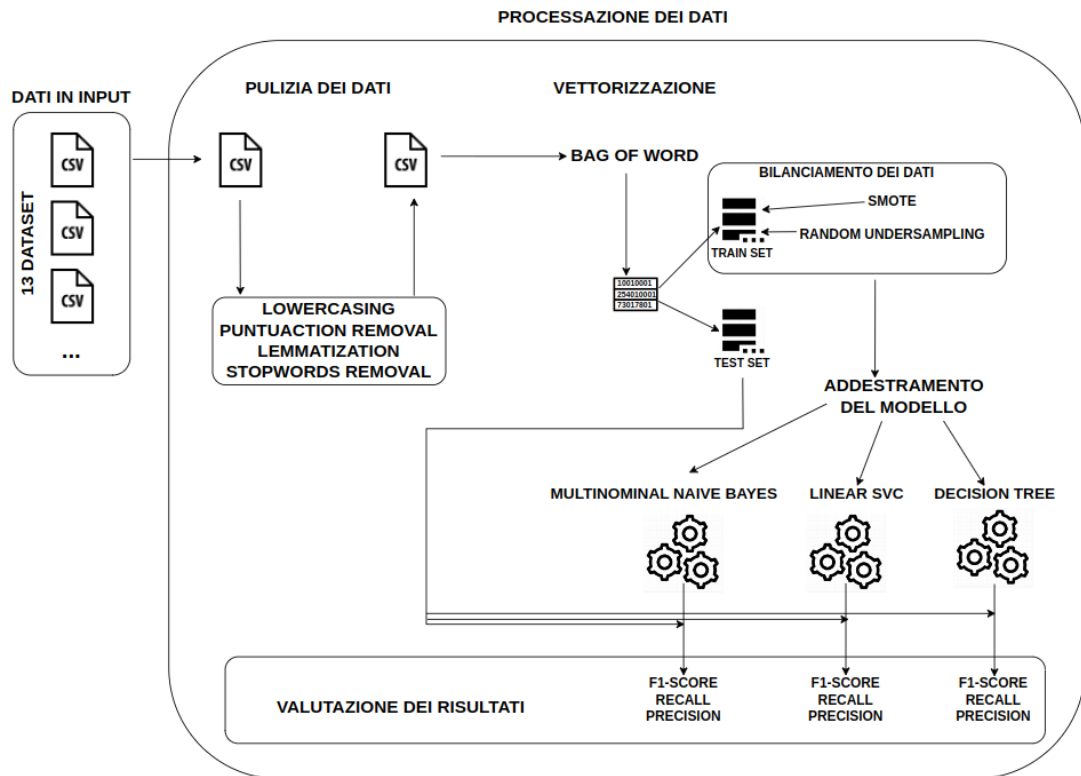 PROCESSAZIONE DEI DATI
DATI IN INPUT
13 DATASET
CSV
CSV
CSV
...
PULIZIA DEI DATI
CSV
CSV
LOWERCASING
PUNTUACTION REMOVAL
LEMMATIZATION
STOPWORDS REMOVAL
VETTORIZZAZIONE
BAG OF WORD
10010001
254010001
73017801
BILANCIAMENTO DEI DATI
SMOTE
RANDOM UNDERSAMPLING
TRAIN SET
TEST SET
ADDESTRAMENTO
DEL MODELLO
MULTINOMINAL NAIVE BAYES
LINEAR SVC
DECISION TREE
VALUTAZIONE DEI RISULTATI
F1-SCORE
RECALL
PRECISION
F1-SCORE
RECALL
PRECISION
F1-SCORE
RECALL
PRECISION